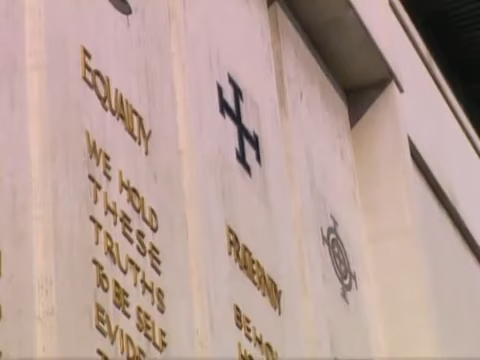 EQUALITY
WE HOLD
THESE
TRUTHS
TO BE SELF
FRATERNITY